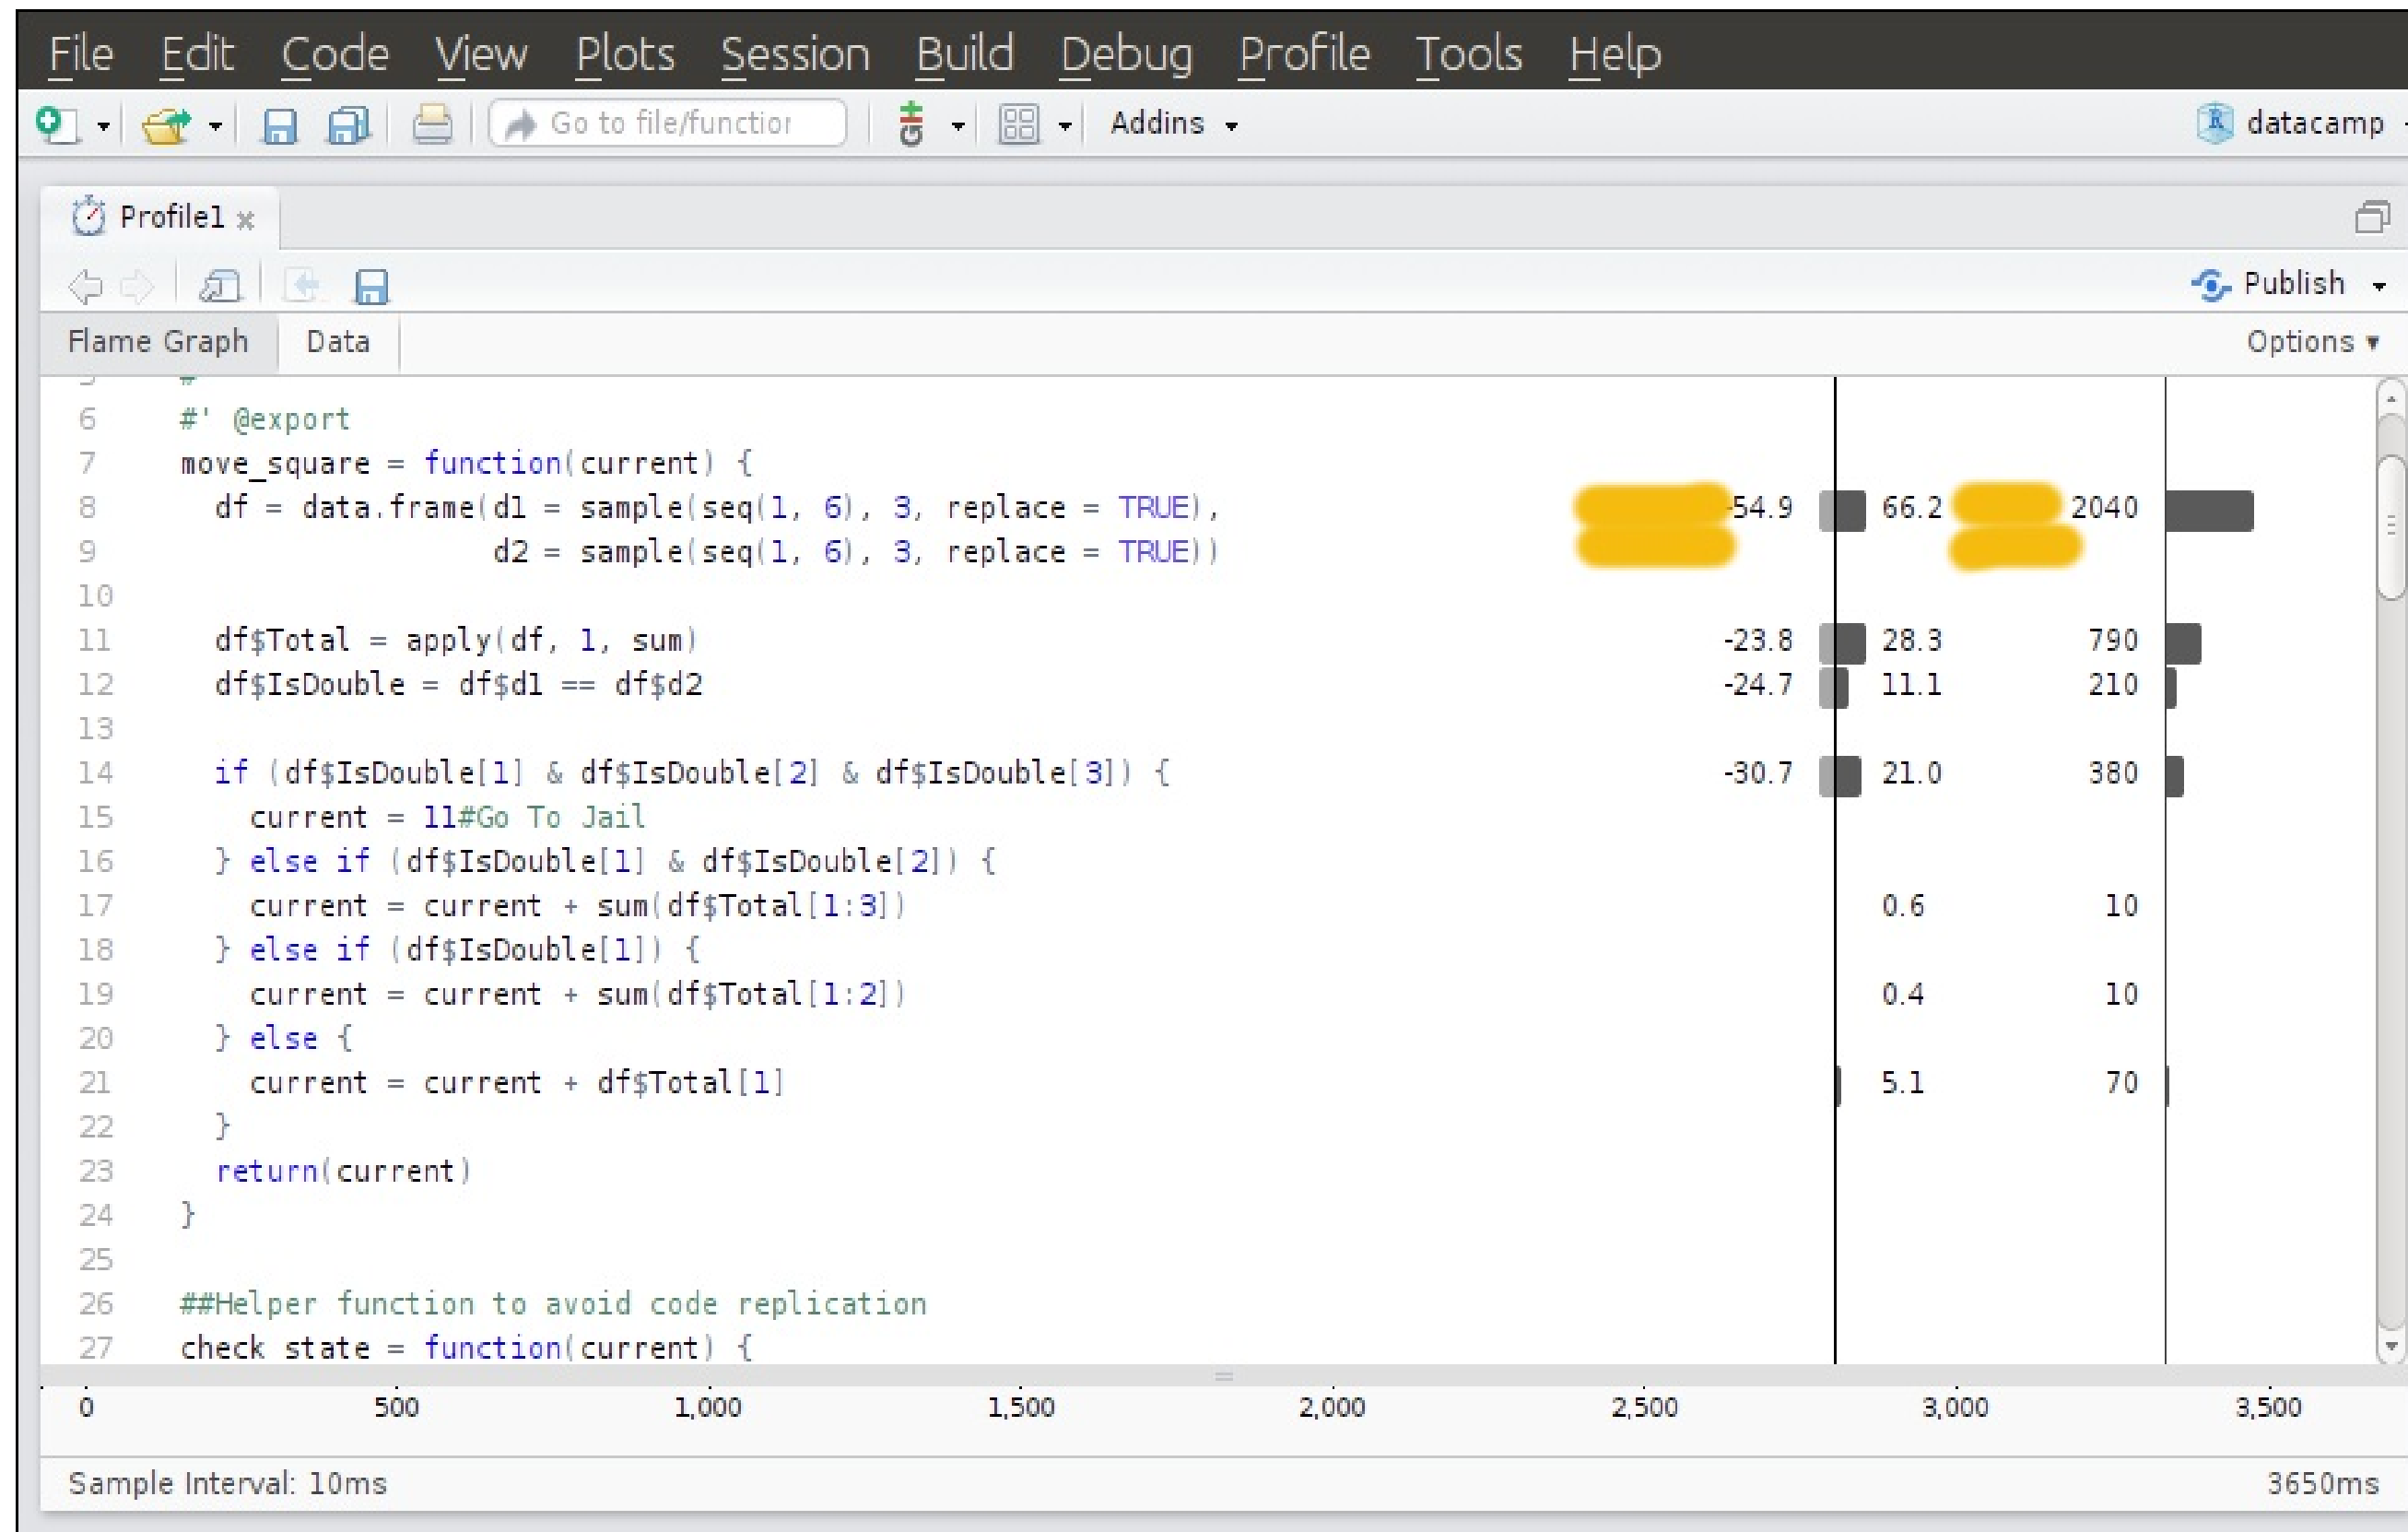 File Edit Code View Plots Session Build Debug Profile Tools Help
Go to file/function Addins datacamp
Profile1
Publish
Flame Graph Data Options
6 #' @export
7 move_square = function(current) {
8 df = data.frame(d1 = sample(seq(1, 6), 3, replace = TRUE), -54.9 66.2 2040
9 d2 = sample(seq(1, 6), 3, replace = TRUE))
10
11 df$Total = apply(df, 1, sum) -23.8 28.3 790
12 df$IsDouble = df$d1 == df$d2 -24.7 11.1 210
13
14 if (df$IsDouble[1] & df$IsDouble[2] & df$IsDouble[3]) { -30.7 21.0 380
15 current = 11#Go To Jail
16 } else if (df$IsDouble[1] & df$IsDouble[2]) {
17 current = current + sum(df$Total[1:3]) 0.6 10
18 } else if (df$IsDouble[1]) {
19 current = current + sum(df$Total[1:2]) 0.4 10
20 } else {
21 current = current + df$Total[1] 5.1 70
22 }
23 return(current)
24 }
25
26 ##Helper function to avoid code replication
27 check state = function(current) {
0 500 1,000 1,500 2,000 2,500 3,000 3,500
Sample Interval: 10ms 3650ms